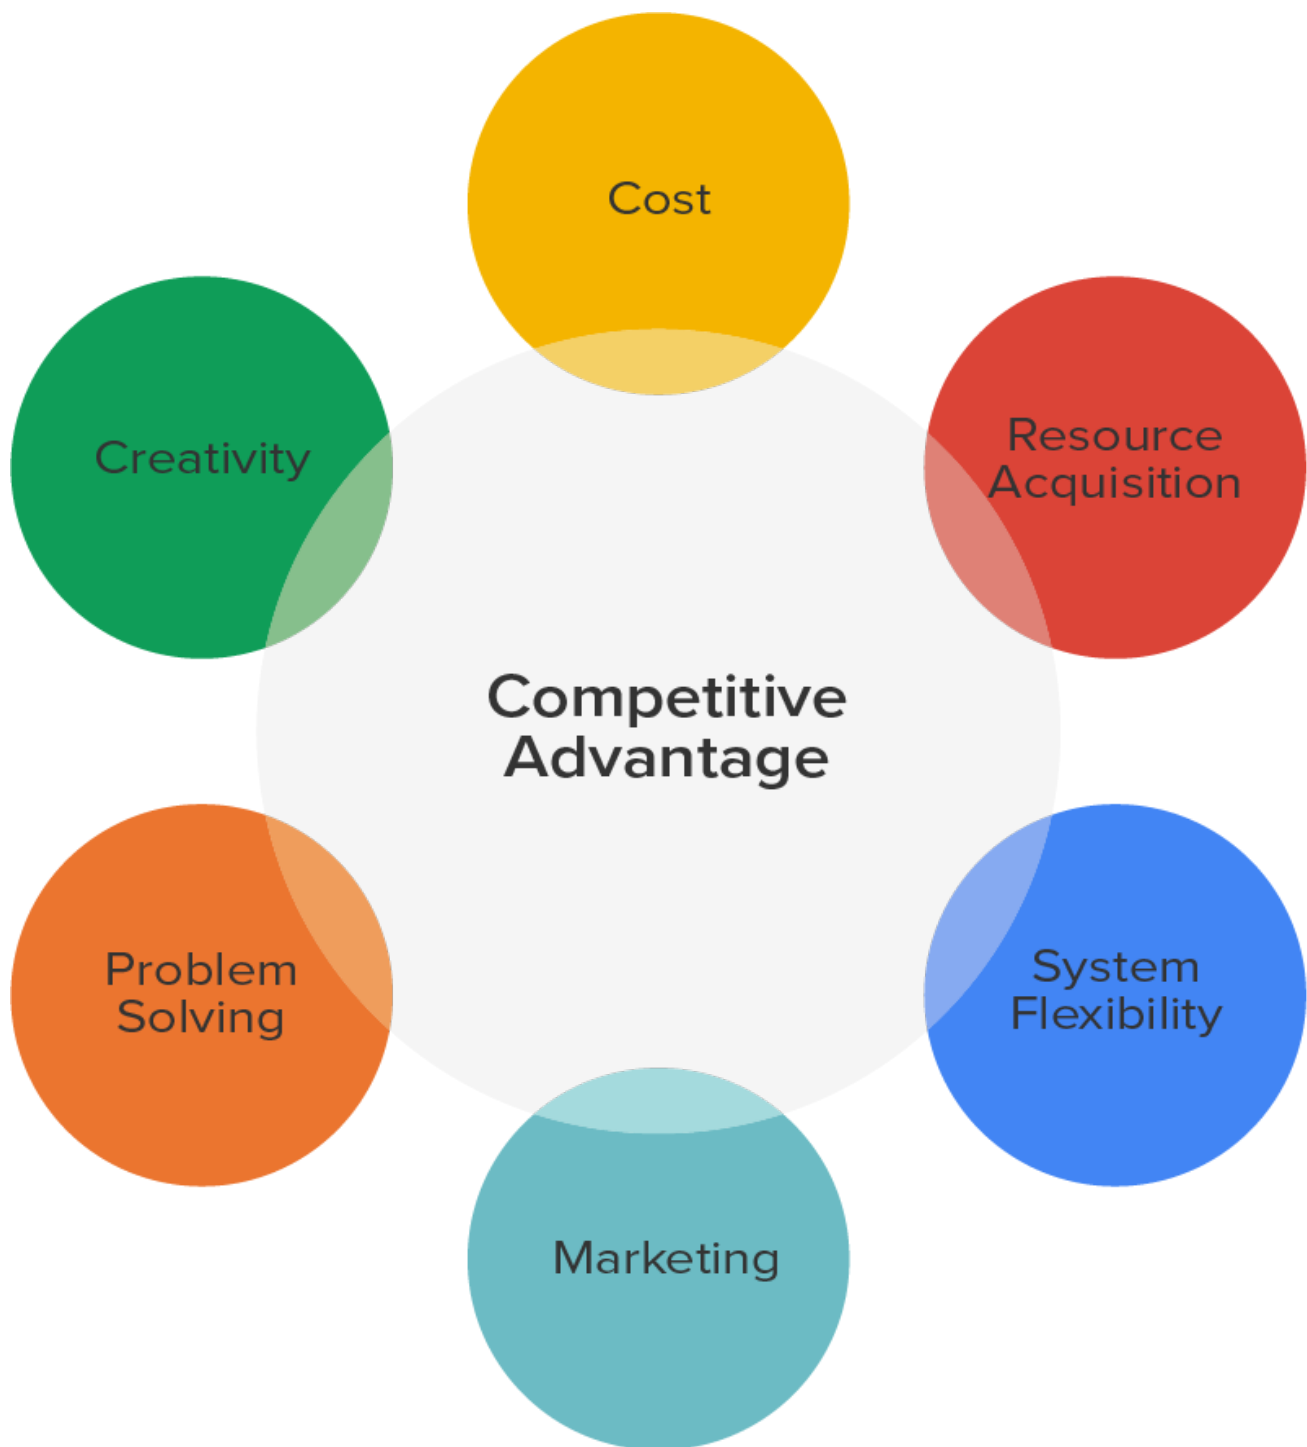 Cost
Resource
Acquisition
Creativity
Competitive
Advantage
System
Flexibility
Problem
Solving
Marketing